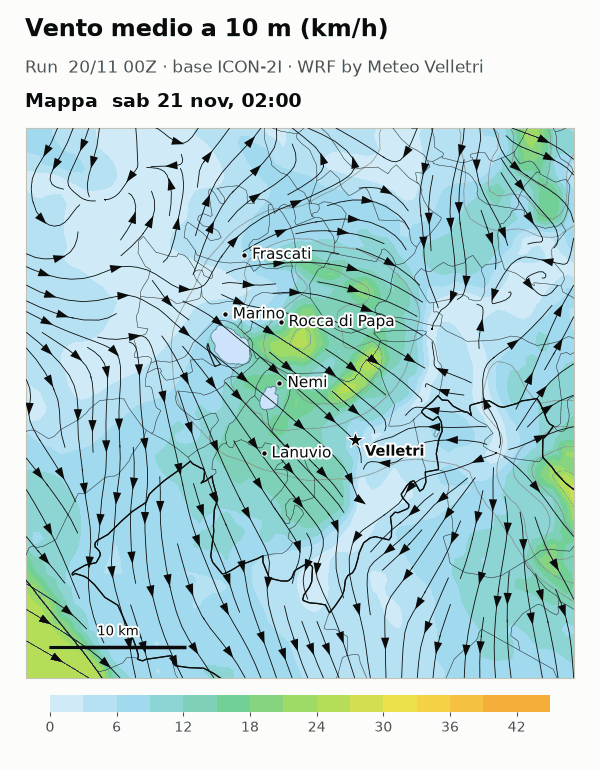 Vento medio a 10 m (km/h)
Run 20/11 00Z · base ICON-2I · WRF by Meteo Velletri
Mappa sab 21 nov, 02:00
Frascati
Marino
Rocca di Papa
Nemi
Velletri
Lanuvio
10 km
0 6 12 18 24 30 36 42